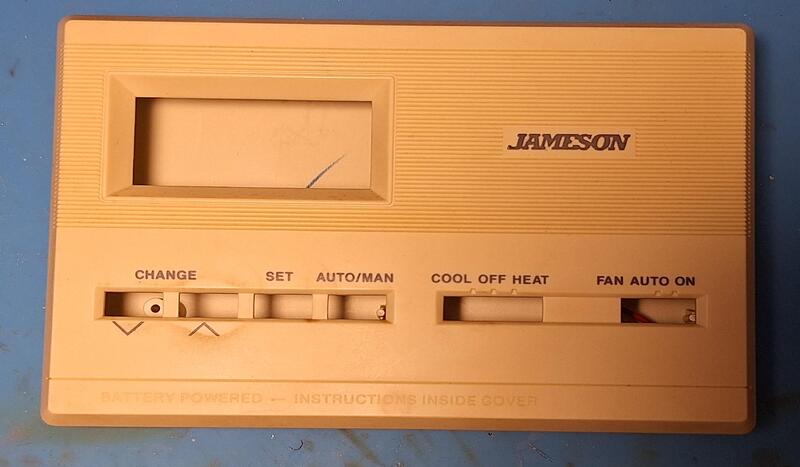 JAMESON
CHANGE SET AUTO/MAN COOL OFF HEAT FAN AUTO ON
BATTERY POWERED ← INSTRUCTIONS INSIDE COVER